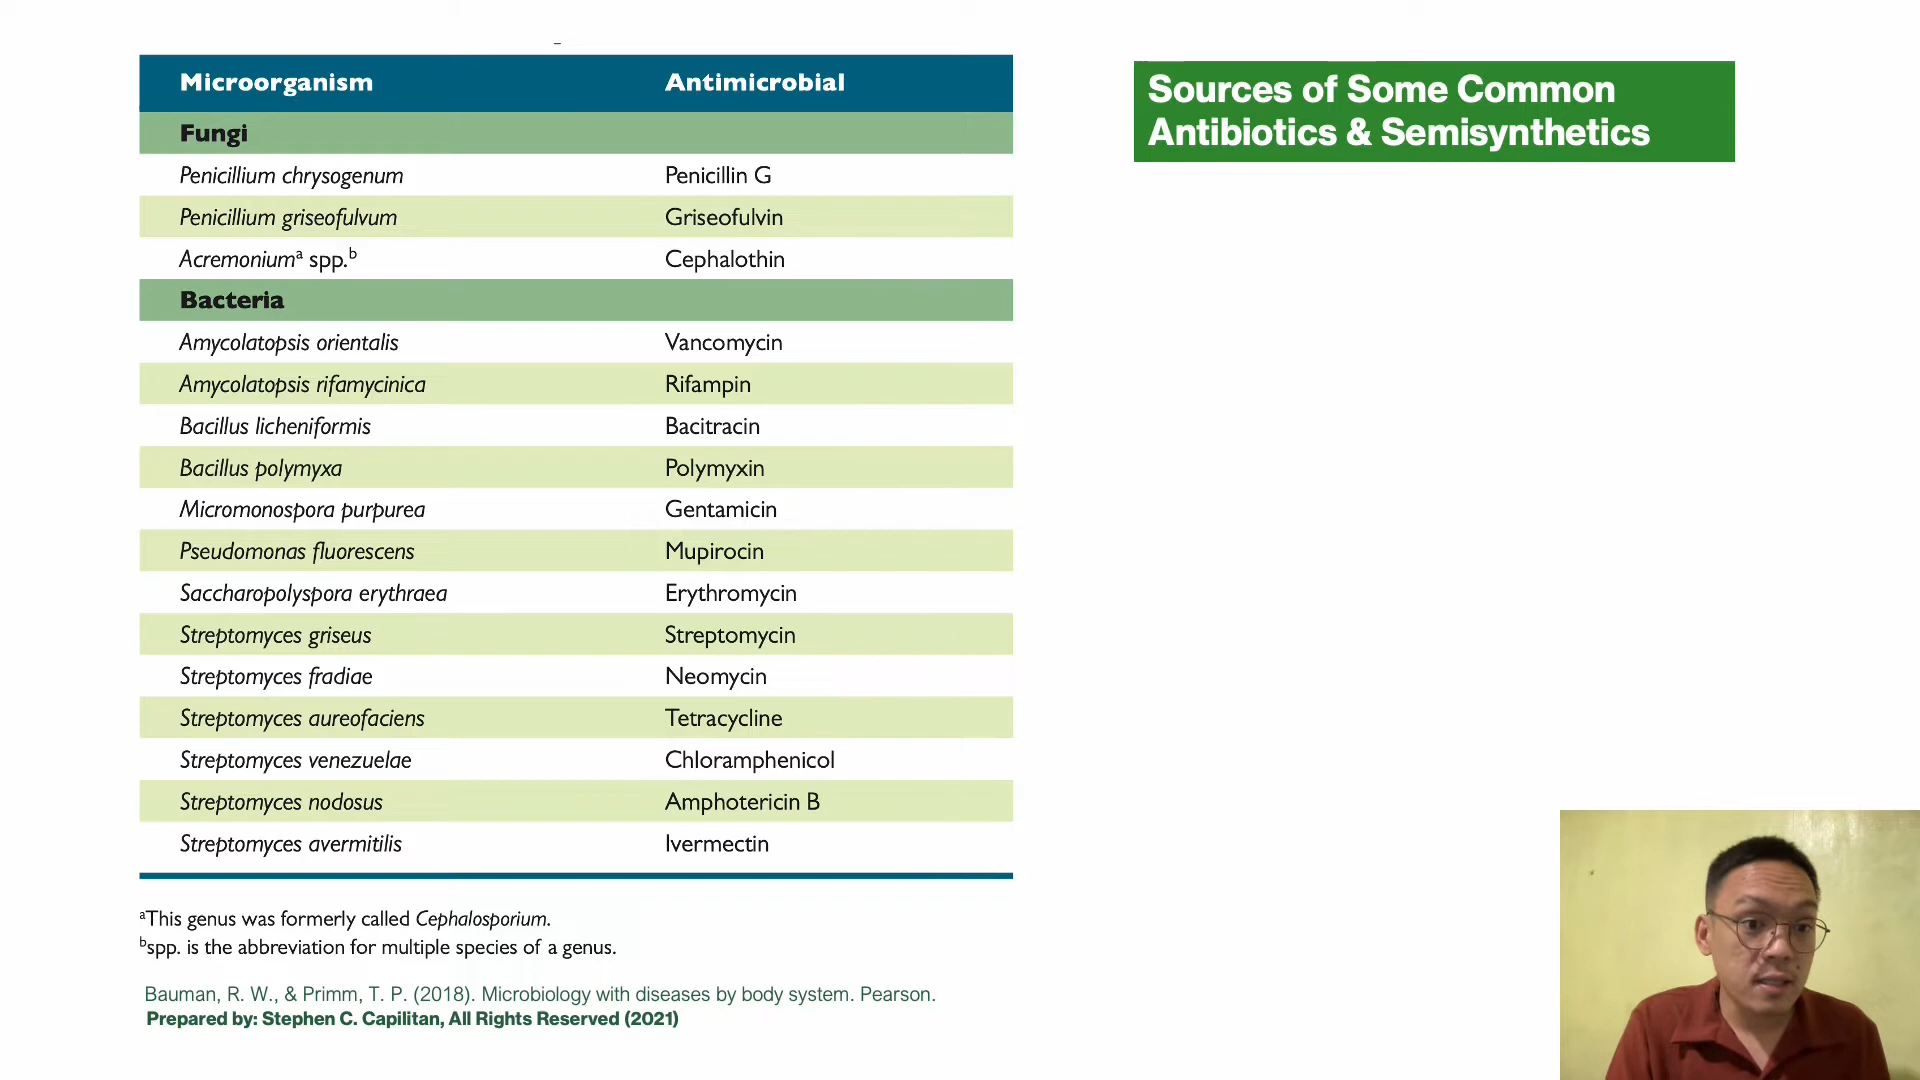 Microorganism Antimicrobial
Fungi
Penicillium chrysogenum Penicillin G
Penicillium griseofulvum Griseofulvin
Acremoniumᵃ spp.ᵇ Cephalothin
Bacteria
Amycolatopsis orientalis Vancomycin
Amycolatopsis rifamycinica Rifampin
Bacillus licheniformis Bacitracin
Bacillus polymyxa Polymyxin
Micromonospora purpurea Gentamicin
Pseudomonas fluorescens Mupirocin
Saccharopolyspora erythraea Erythromycin
Streptomyces griseus Streptomycin
Streptomyces fradiae Neomycin
Streptomyces aureofaciens Tetracycline
Streptomyces venezuelae Chloramphenicol
Streptomyces nodosus Amphotericin B
Streptomyces avermitilis Ivermectin
ᵃThis genus was formerly called Cephalosporium.
ᵇspp. is the abbreviation for multiple species of a genus.
Bauman, R. W., & Primm, T. P. (2018). Microbiology with diseases by body system. Pearson.
Prepared by: Stephen C. Capilitan, All Rights Reserved (2021)
Sources of Some Common
Antibiotics & Semisynthetics